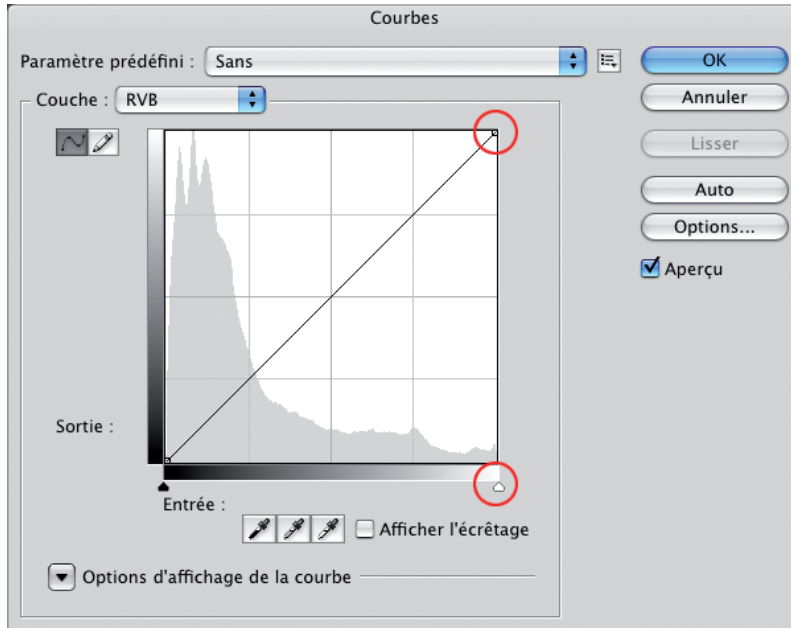 Courbes
Paramètre prédéfini : Sans
OK
Couche : RVB
Annuler
Lisser
Auto
Options...
Aperçu
Sortie :
Entrée :
Afficher l'écrêtage
Options d'affichage de la courbe